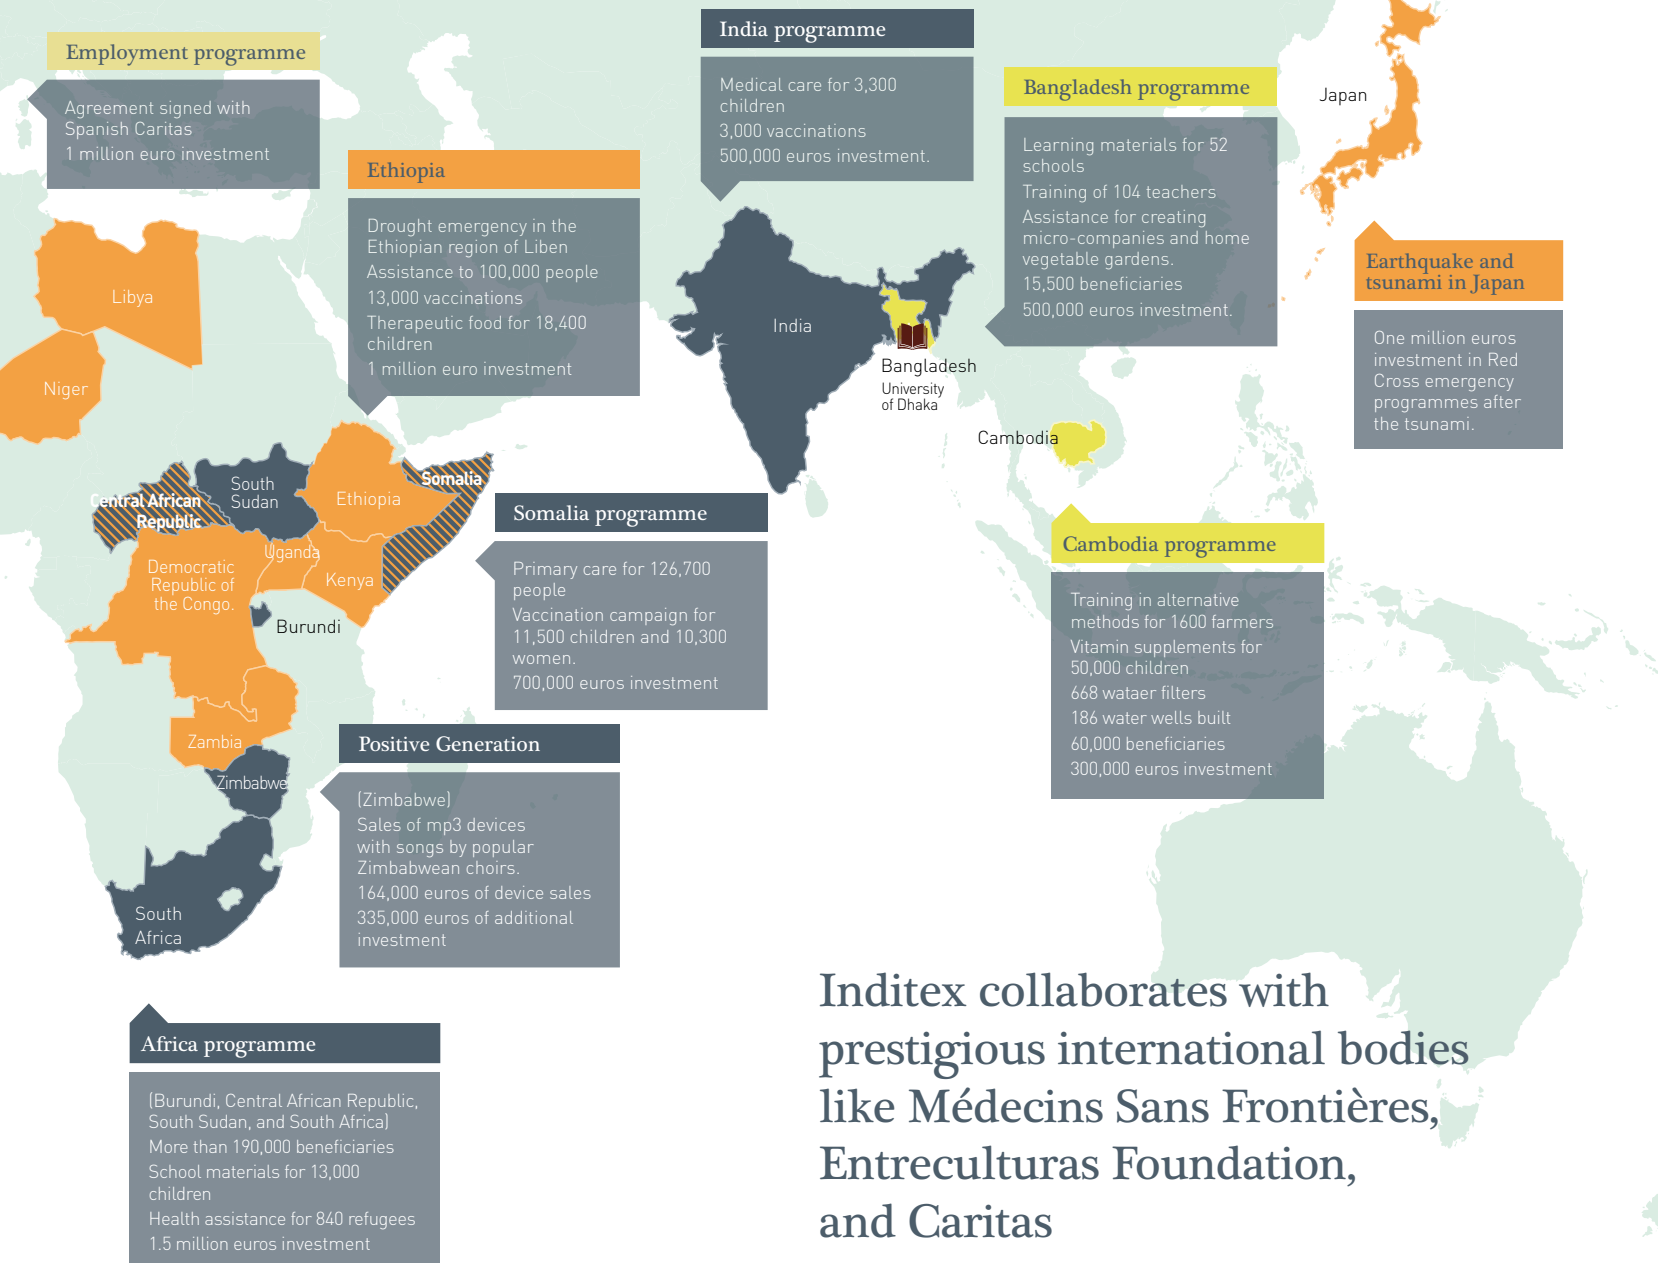 Employment programme
Agreement signed with
Spanish Caritas
1 million euro investment
Ethiopia
Drought emergency in the
Ethiopian region of Liben
Assistance to 100,000 people
13,000 vaccinations
Therapeutic food for 18,400
children
1 million euro investment
India programme
Medical care for 3,300
children
3,000 vaccinations
500,000 euros investment.
Bangladesh programme
Learning materials for 52
schools
Training of 104 teachers
Assistance for creating
micro-companies and home
vegetable gardens.
15,500 beneficiaries
500,000 euros investment.
Japan
Earthquake and
tsunami in Japan
One million euros
investment in Red
Cross emergency
programmes after
the tsunami.
Libya
Niger
India
Bangladesh
University
of Dhaka
Cambodia
Central African
Republic
South
Sudan
Ethiopia
Somalia
Uganda
Kenya
Democratic
Republic of
the Congo.
Burundi
Zambia
Zimbabwe
South
Africa
Somalia programme
Primary care for 126,700
people
Vaccination campaign for
11,500 children and 10,300
women.
700,000 euros investment
Cambodia programme
Training in alternative
methods for 1600 farmers
Vitamin supplements for
50,000 children
668 wataer filters
186 water wells built
60,000 beneficiaries
300,000 euros investment
Positive Generation
(Zimbabwe)
Sales of mp3 devices
with songs by popular
Zimbabwean choirs.
164,000 euros of device sales
335,000 euros of additional
investment
Africa programme
(Burundi, Central African Republic,
South Sudan, and South Africa)
More than 190,000 beneficiaries
School materials for 13,000
children
Health assistance for 840 refugees
1.5 million euros investment
Inditex collaborates with
prestigious international bodies
like Médecins Sans Frontières,
Entreculturas Foundation,
and Caritas